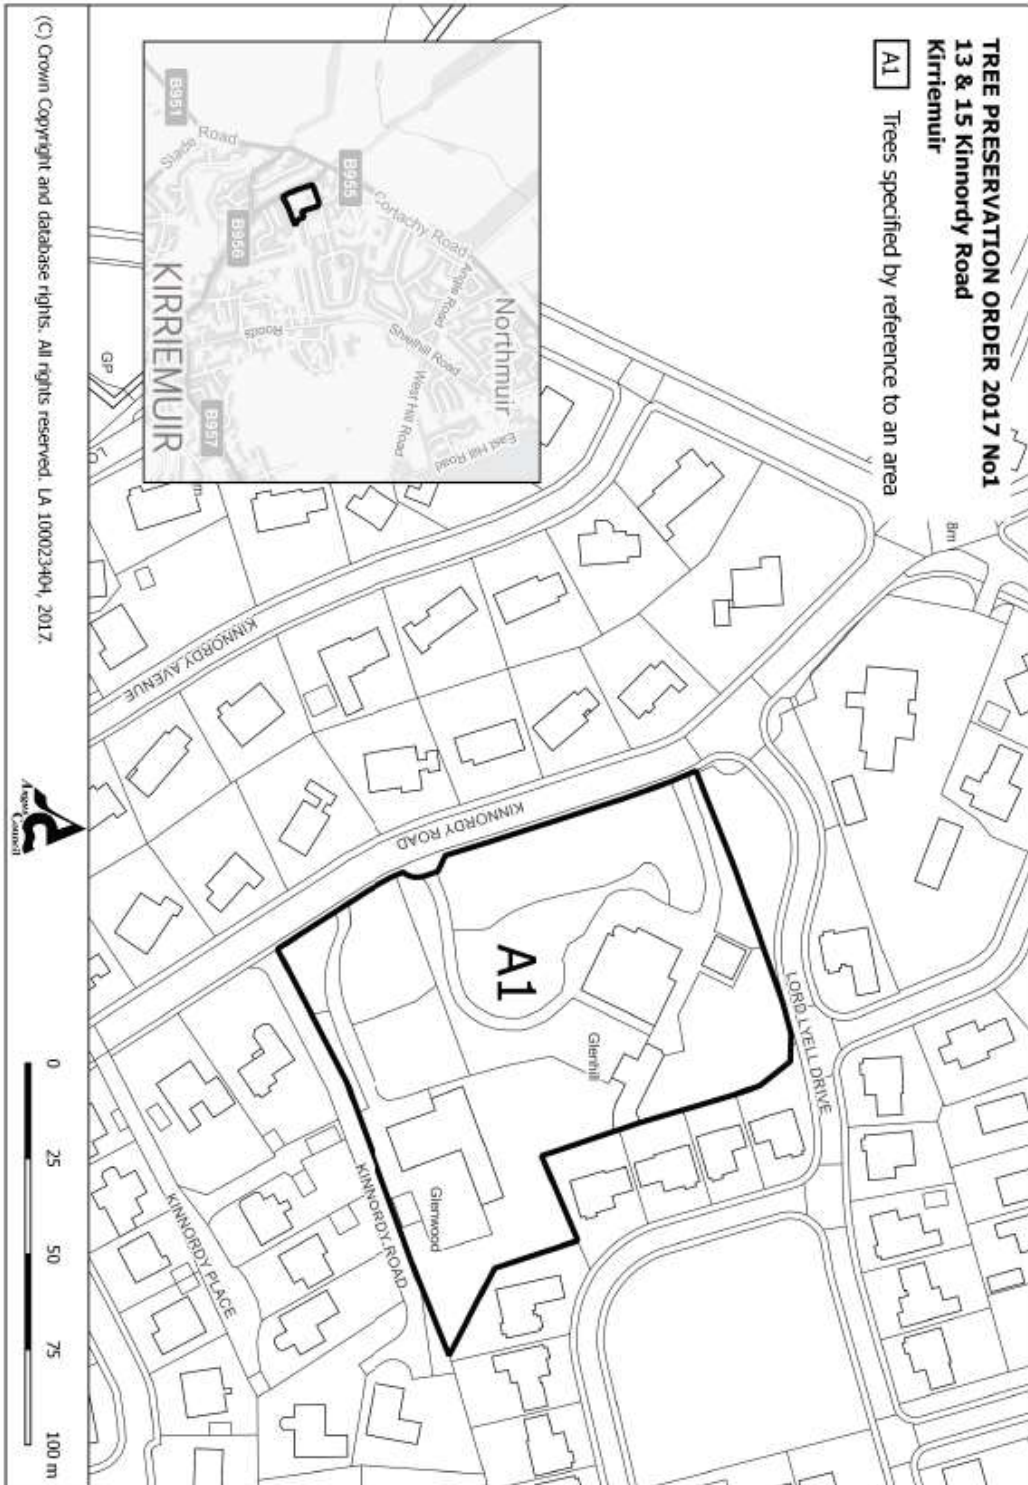 TREE PRESERVATION ORDER 2017 No1
13 & 15 Kinnordy Road
Kirriemuir
A1 Trees specified by reference to an area
8m
B951
Slade Road
B955
B956
Cortachy Road
Angle Road
Northmuir
Shielhill Road
Roods
West Hill Road
East Hill Road
KIRRIEMUIR
B957
GP
KINNORDY AVENUE
KINNORDY ROAD
LORD LYELL DRIVE
A1
Glenhill
Glenwood
KINNORDY ROAD
KINNORDY PLACE
(C) Crown Copyright and database rights. All rights reserved. LA 100023404, 2017.
Angus Council
0 25 50 75 100 m